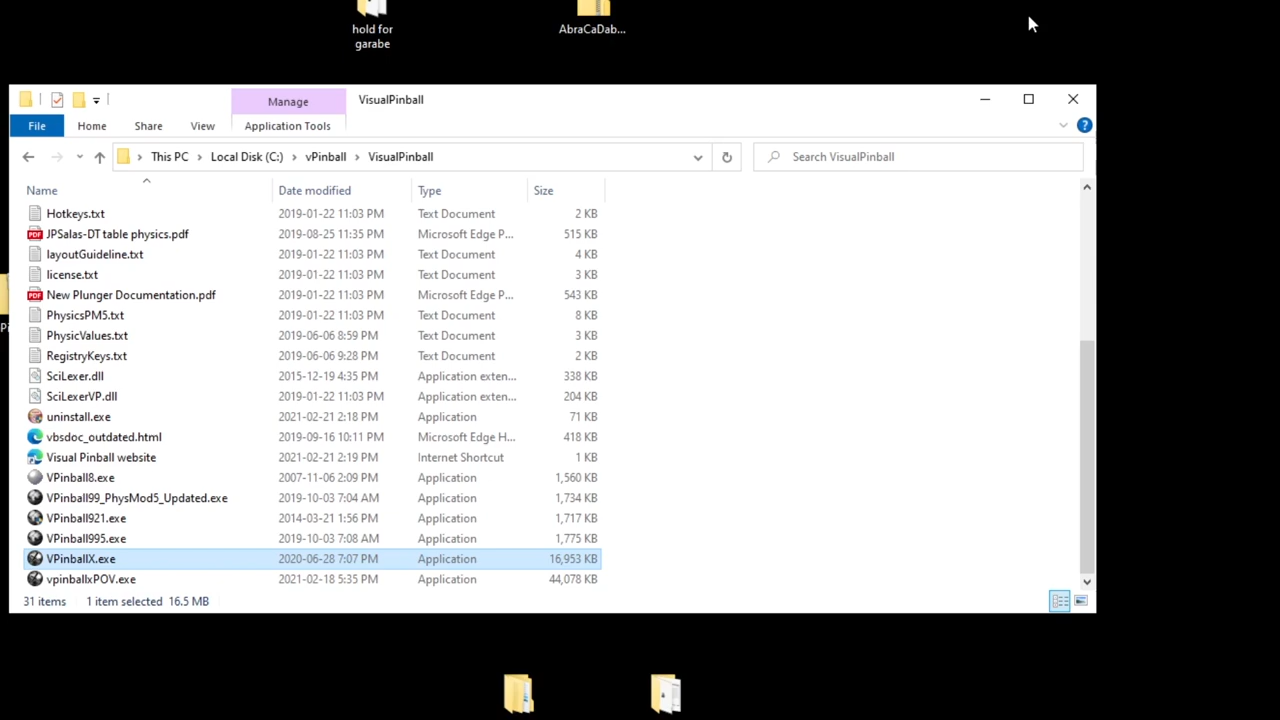 hold for
garabe
AbraCaDab...
Manage
VisualPinball
File
Home
Share
View
Application Tools
This PC
Local Disk (C:)
vPinball
VisualPinball
Search VisualPinball
Name
Date modified
Type
Size
Hotkeys.txt 2019-01-22 11:03 PM Text Document 2 KB
JPSalas-DT table physics.pdf 2019-08-25 11:35 PM Microsoft Edge P... 515 KB
layoutGuideline.txt 2019-01-22 11:03 PM Text Document 4 KB
license.txt 2019-01-22 11:03 PM Text Document 3 KB
New Plunger Documentation.pdf 2019-01-22 11:03 PM Microsoft Edge P... 543 KB
PhysicsPM5.txt 2019-01-22 11:03 PM Text Document 8 KB
PhysicValues.txt 2019-06-06 8:59 PM Text Document 3 KB
RegistryKeys.txt 2019-06-06 9:28 PM Text Document 2 KB
SciLexer.dll 2015-12-19 4:35 PM Application exten... 338 KB
SciLexerVP.dll 2019-01-22 11:03 PM Application exten... 204 KB
uninstall.exe 2021-02-21 2:18 PM Application 71 KB
vbsdoc_outdated.html 2019-09-16 10:11 PM Microsoft Edge H... 418 KB
Visual Pinball website 2021-02-21 2:19 PM Internet Shortcut 1 KB
VPinball8.exe 2007-11-06 2:09 PM Application 1,560 KB
VPinball99_PhysMod5_Updated.exe 2019-10-03 7:04 AM Application 1,734 KB
VPinball921.exe 2014-03-21 1:56 PM Application 1,717 KB
VPinball995.exe 2019-10-03 7:08 AM Application 1,775 KB
VPinballX.exe 2020-06-28 7:07 PM Application 16,953 KB
vpinballxPOV.exe 2021-02-18 5:35 PM Application 44,078 KB
31 items 1 item selected 16.5 MB